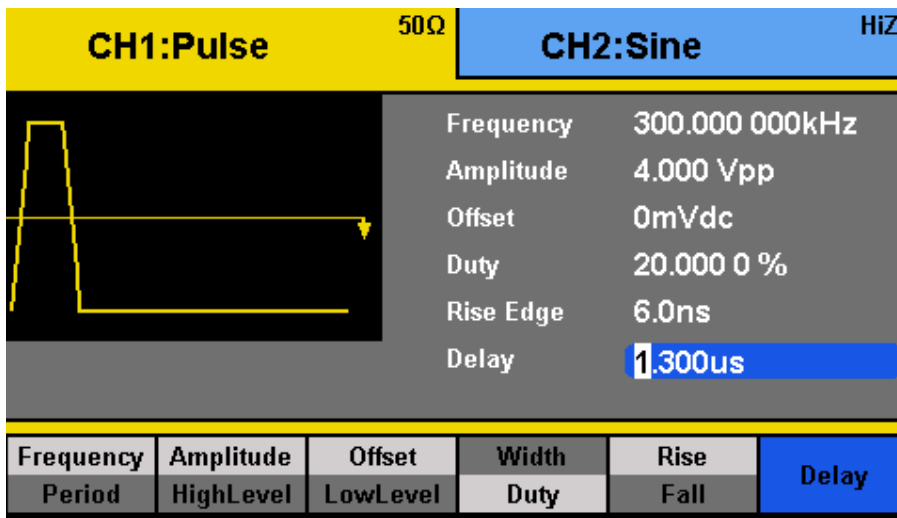 CH1:Pulse 50Ω CH2:Sine HiZ
Frequency 300.000 000kHz
Amplitude 4.000 Vpp
Offset 0mVdc
Duty 20.000 0 %
Rise Edge 6.0ns
Delay 1.300us
Frequency Amplitude Offset Width Rise Delay
Period HighLevel LowLevel Duty Fall